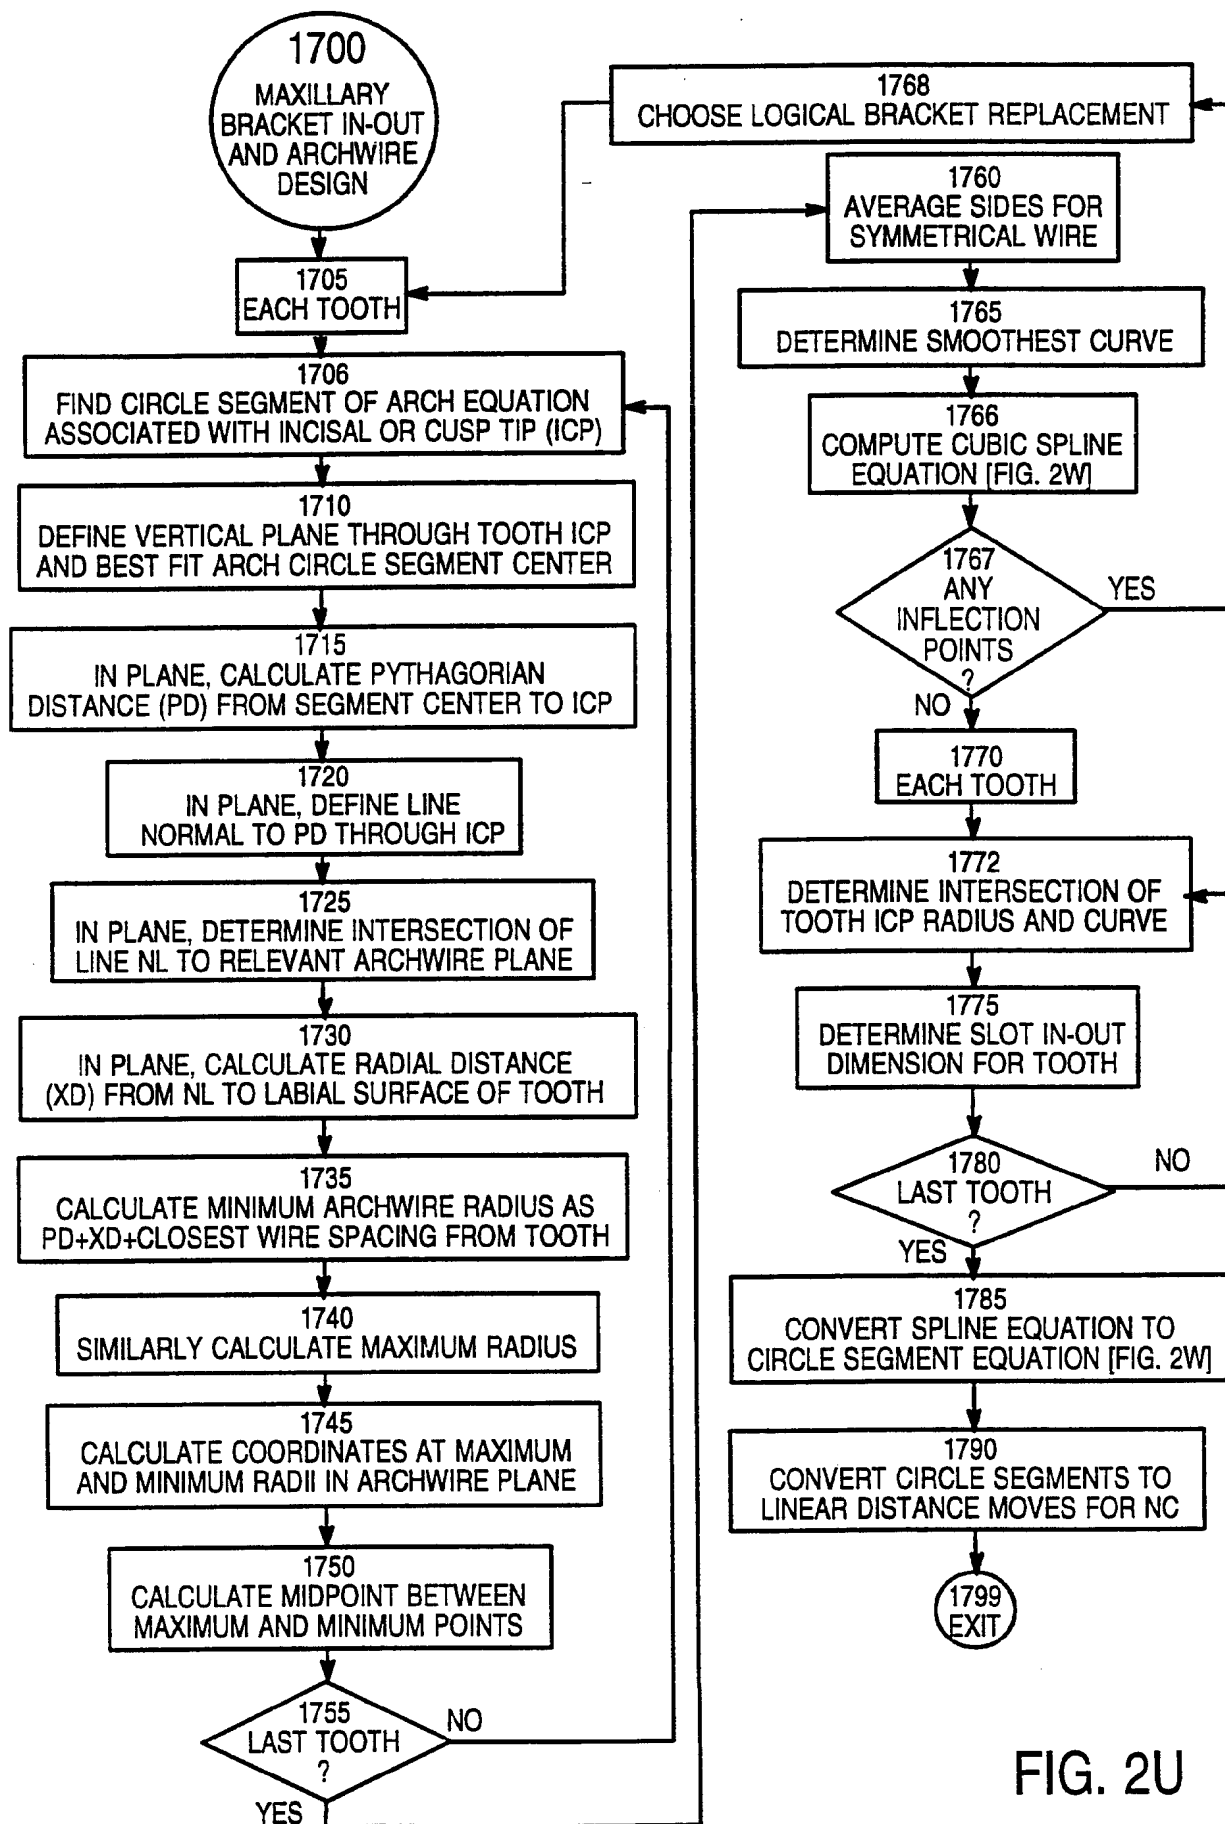 1700
MAXILLARY
BRACKET IN-OUT
AND ARCHWIRE
DESIGN
1705
EACH TOOTH
1706
FIND CIRCLE SEGMENT OF ARCH EQUATION
ASSOCIATED WITH INCISAL OR CUSP TIP (ICP)
1710
DEFINE VERTICAL PLANE THROUGH TOOTH ICP
AND BEST FIT ARCH CIRCLE SEGMENT CENTER
1715
IN PLANE, CALCULATE PYTHAGORIAN
DISTANCE (PD) FROM SEGMENT CENTER TO ICP
1720
IN PLANE, DEFINE LINE
NORMAL TO PD THROUGH ICP
1725
IN PLANE, DETERMINE INTERSECTION OF
LINE NL TO RELEVANT ARCHWIRE PLANE
1730
IN PLANE, CALCULATE RADIAL DISTANCE
(XD) FROM NL TO LABIAL SURFACE OF TOOTH
1735
CALCULATE MINIMUM ARCHWIRE RADIUS AS
PD+XD+CLOSEST WIRE SPACING FROM TOOTH
1740
SIMILARLY CALCULATE MAXIMUM RADIUS
1745
CALCULATE COORDINATES AT MAXIMUM
AND MINIMUM RADII IN ARCHWIRE PLANE
1750
CALCULATE MIDPOINT BETWEEN
MAXIMUM AND MINIMUM POINTS
1755
LAST TOOTH
?
NO
YES
1768
CHOOSE LOGICAL BRACKET REPLACEMENT
1760
AVERAGE SIDES FOR
SYMMETRICAL WIRE
1765
DETERMINE SMOOTHEST CURVE
1766
COMPUTE CUBIC SPLINE
EQUATION [FIG. 2W]
1767
ANY
INFLECTION
POINTS
?
YES
NO
1770
EACH TOOTH
1772
DETERMINE INTERSECTION OF
TOOTH ICP RADIUS AND CURVE
1775
DETERMINE SLOT IN-OUT
DIMENSION FOR TOOTH
1780
LAST TOOTH
?
NO
YES
1785
CONVERT SPLINE EQUATION TO
CIRCLE SEGMENT EQUATION [FIG. 2W]
1790
CONVERT CIRCLE SEGMENTS TO
LINEAR DISTANCE MOVES FOR NC
1799
EXIT
FIG. 2U